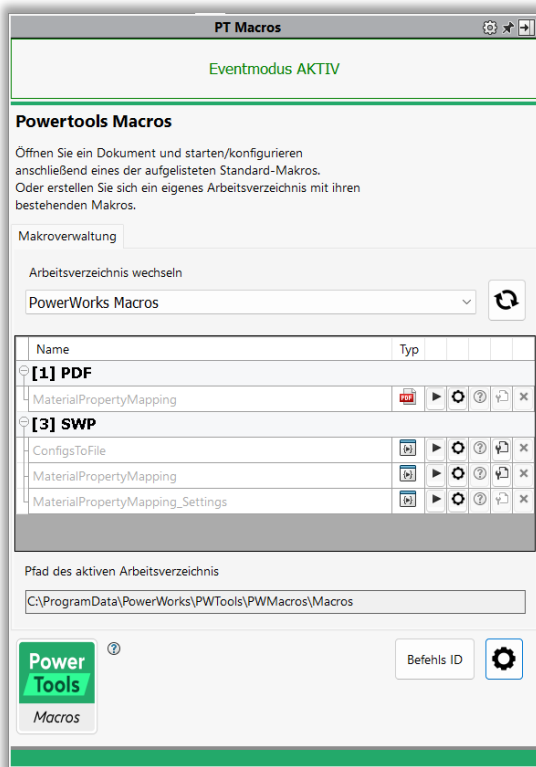 PT Macros
Eventmodus AKTIV
Powertools Macros
Öffnen Sie ein Dokument und starten/konfigurieren
anschließend eines der aufgelisteten Standard-Makros.
Oder erstellen Sie sich ein eigenes Arbeitsverzeichnis mit ihren
bestehenden Makros.
Makroverwaltung
Arbeitsverzeichnis wechseln
PowerWorks Macros
Name Typ
[1] PDF
MaterialPropertyMapping PDF
[3] SWP
ConfigsToFile
MaterialPropertyMapping
MaterialPropertyMapping_Settings
Pfad des aktiven Arbeitsverzeichnis
C:\ProgramData\PowerWorks\PWTools\PWMacros\Macros
Power
Tools
Macros
Befehls ID